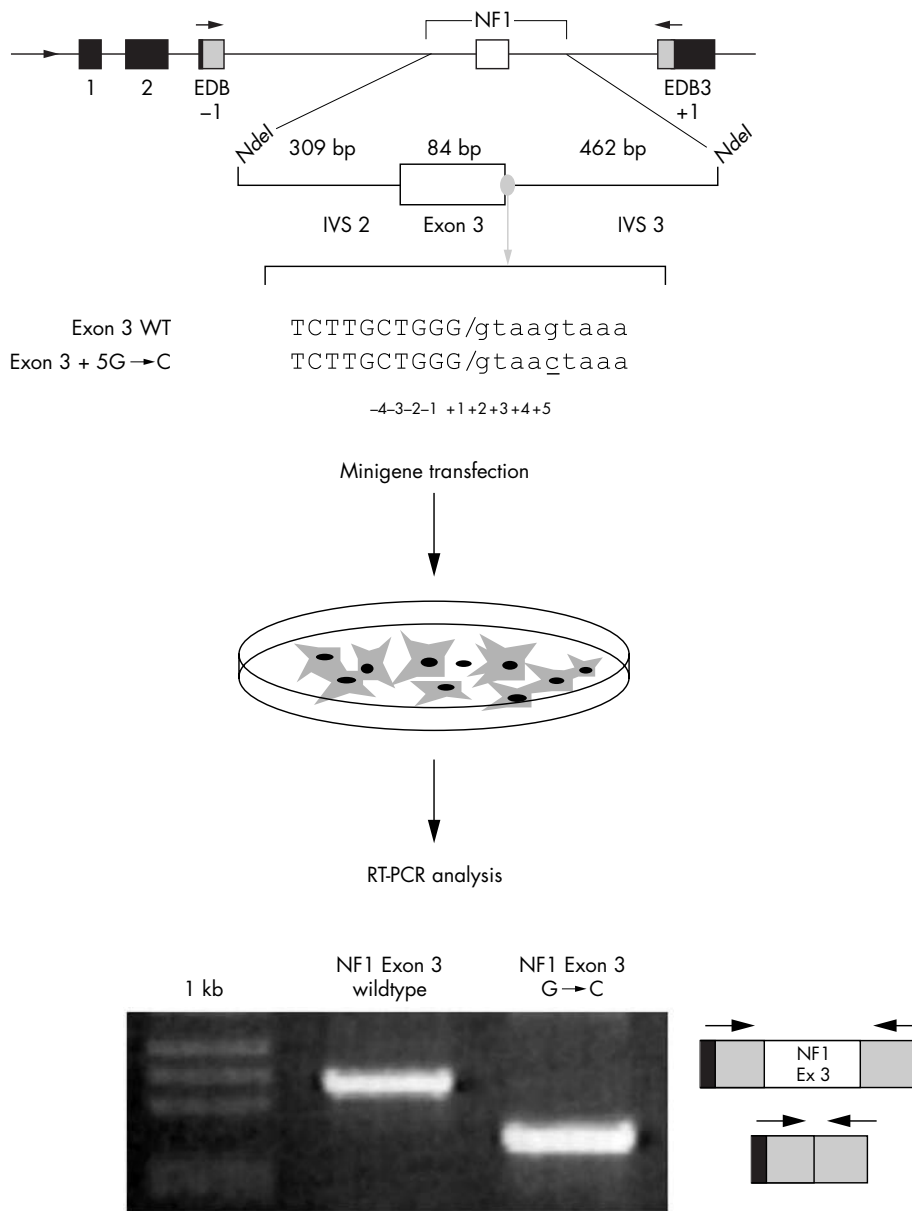 NF1
1 2 EDB EDB3
–1 +1
NdeI NdeI
309 bp 84 bp 462 bp
IVS 2 Exon 3 IVS 3
Exon 3 WT TCTTGCTGGG/gtaagtaaa
Exon 3 + 5G → C TCTTGCTGGG/gtaactaaa
–4–3–2–1 +1+2+3+4+5
Minigene transfection
RT-PCR analysis
NF1 Exon 3 NF1 Exon 3
1 kb wildtype G → C
NF1
Ex 3